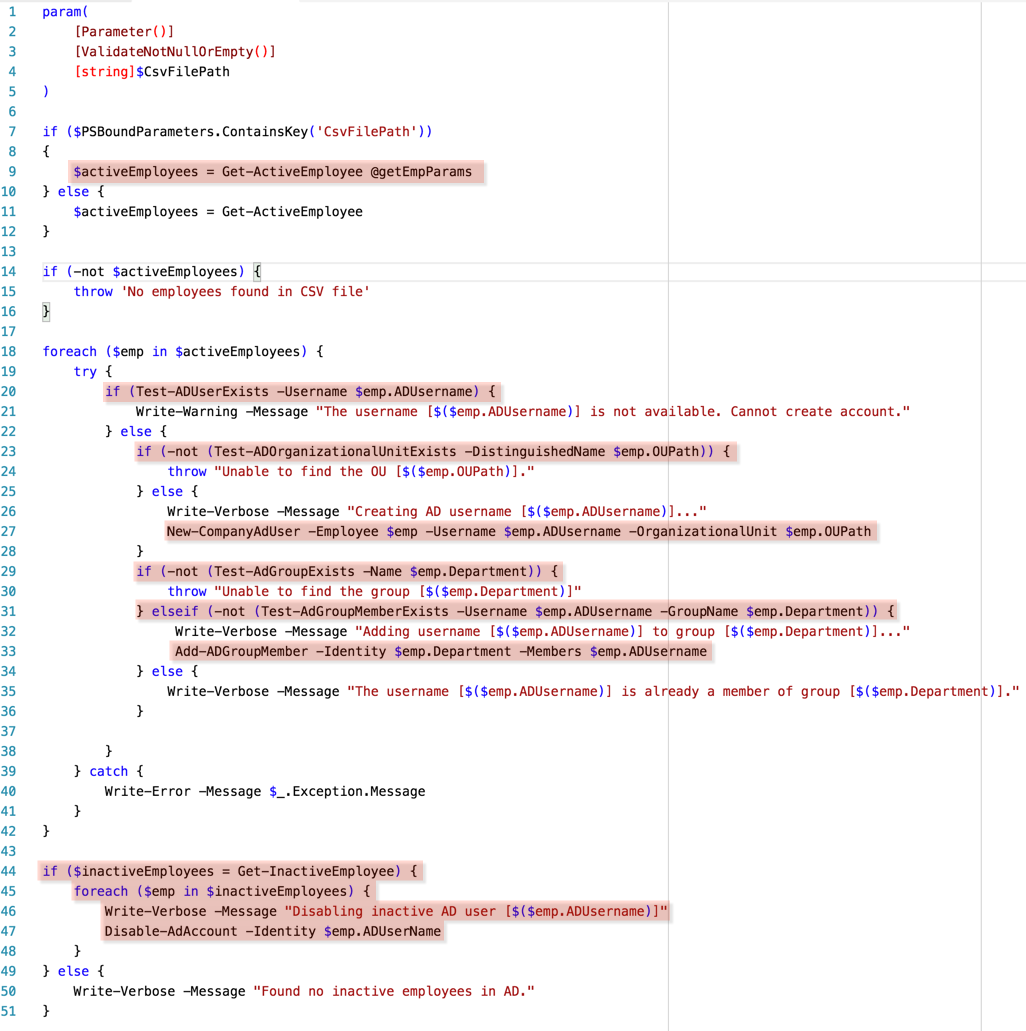 1 param(
2     [Parameter()]
3     [ValidateNotNullOrEmpty()]
4     [string]$CsvFilePath
5 )
6
7 if ($PSBoundParameters.ContainsKey('CsvFilePath'))
8 {
9     $activeEmployees = Get-ActiveEmployee @getEmpParams
10 } else {
11     $activeEmployees = Get-ActiveEmployee
12 }
13
14 if (-not $activeEmployees) {
15     throw 'No employees found in CSV file'
16 }
17
18 foreach ($emp in $activeEmployees) {
19     try {
20         if (Test-ADUserExists -Username $emp.ADUsername) {
21             Write-Warning -Message "The username [$($emp.ADUsername)] is not available. Cannot create account."
22         } else {
23             if (-not (Test-ADOrganizationalUnitExists -DistinguishedName $emp.OUPath)) {
24                 throw "Unable to find the OU [$($emp.OUPath)]."
25             } else {
26                 Write-Verbose -Message "Creating AD username [$($emp.ADUsername)]..."
27                 New-CompanyAdUser -Employee $emp -Username $emp.ADUsername -OrganizationalUnit $emp.OUPath
28             }
29             if (-not (Test-AdGroupExists -Name $emp.Department)) {
30                 throw "Unable to find the group [$($emp.Department)]"
31             } elseif (-not (Test-AdGroupMemberExists -Username $emp.ADUsername -GroupName $emp.Department)) {
32                  Write-Verbose -Message "Adding username [$($emp.ADUsername)] to group [$($emp.Department)]..."
33                  Add-ADGroupMember -Identity $emp.Department -Members $emp.ADUsername
34             } else {
35                 Write-Verbose -Message "The username [$($emp.ADUsername)] is already a member of group [$($emp.Department)]."
36             }
37
38         }
39     } catch {
40         Write-Error -Message $_.Exception.Message
41     }
42 }
43
44 if ($inactiveEmployees = Get-InactiveEmployee) {
45     foreach ($emp in $inactiveEmployees) {
46         Write-Verbose -Message "Disabling inactive AD user [$($emp.ADUsername)]"
47         Disable-AdAccount -Identity $emp.ADUserName
48     }
49 } else {
50     Write-Verbose -Message "Found no inactive employees in AD."
51 }